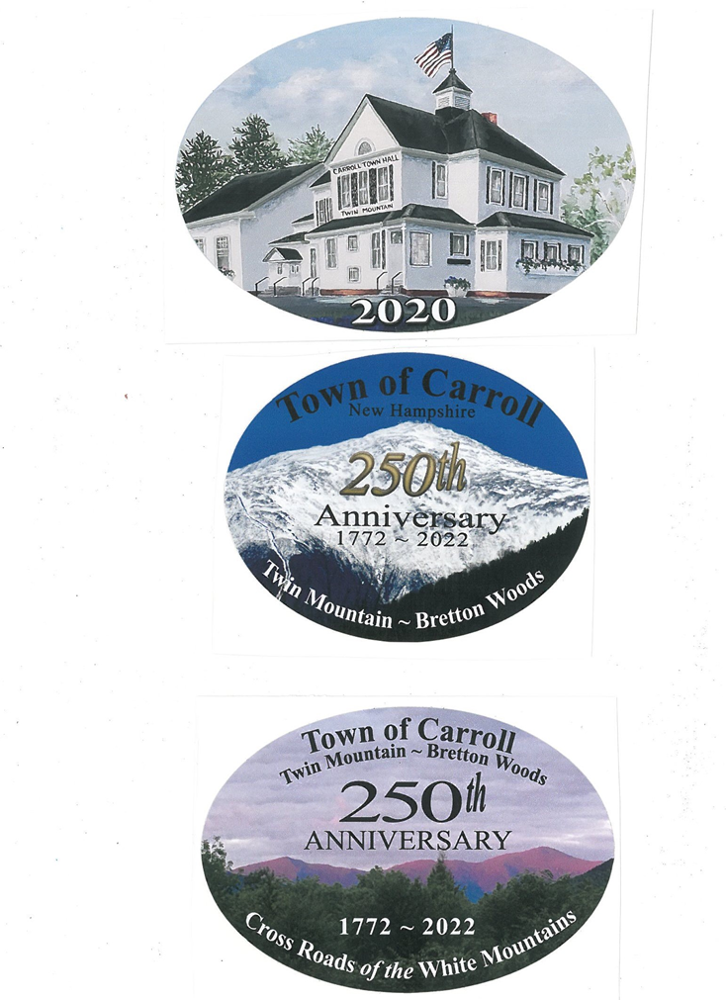 CARROLL TOWN HALL
TWIN MOUNTAIN
2020
Town of Carroll
New Hampshire
250th
Anniversary
1772 ~ 2022
Twin Mountain ~ Bretton Woods
Town of Carroll
Twin Mountain ~ Bretton Woods
250th
ANNIVERSARY
1772 ~ 2022
Cross Roads of the White Mountains